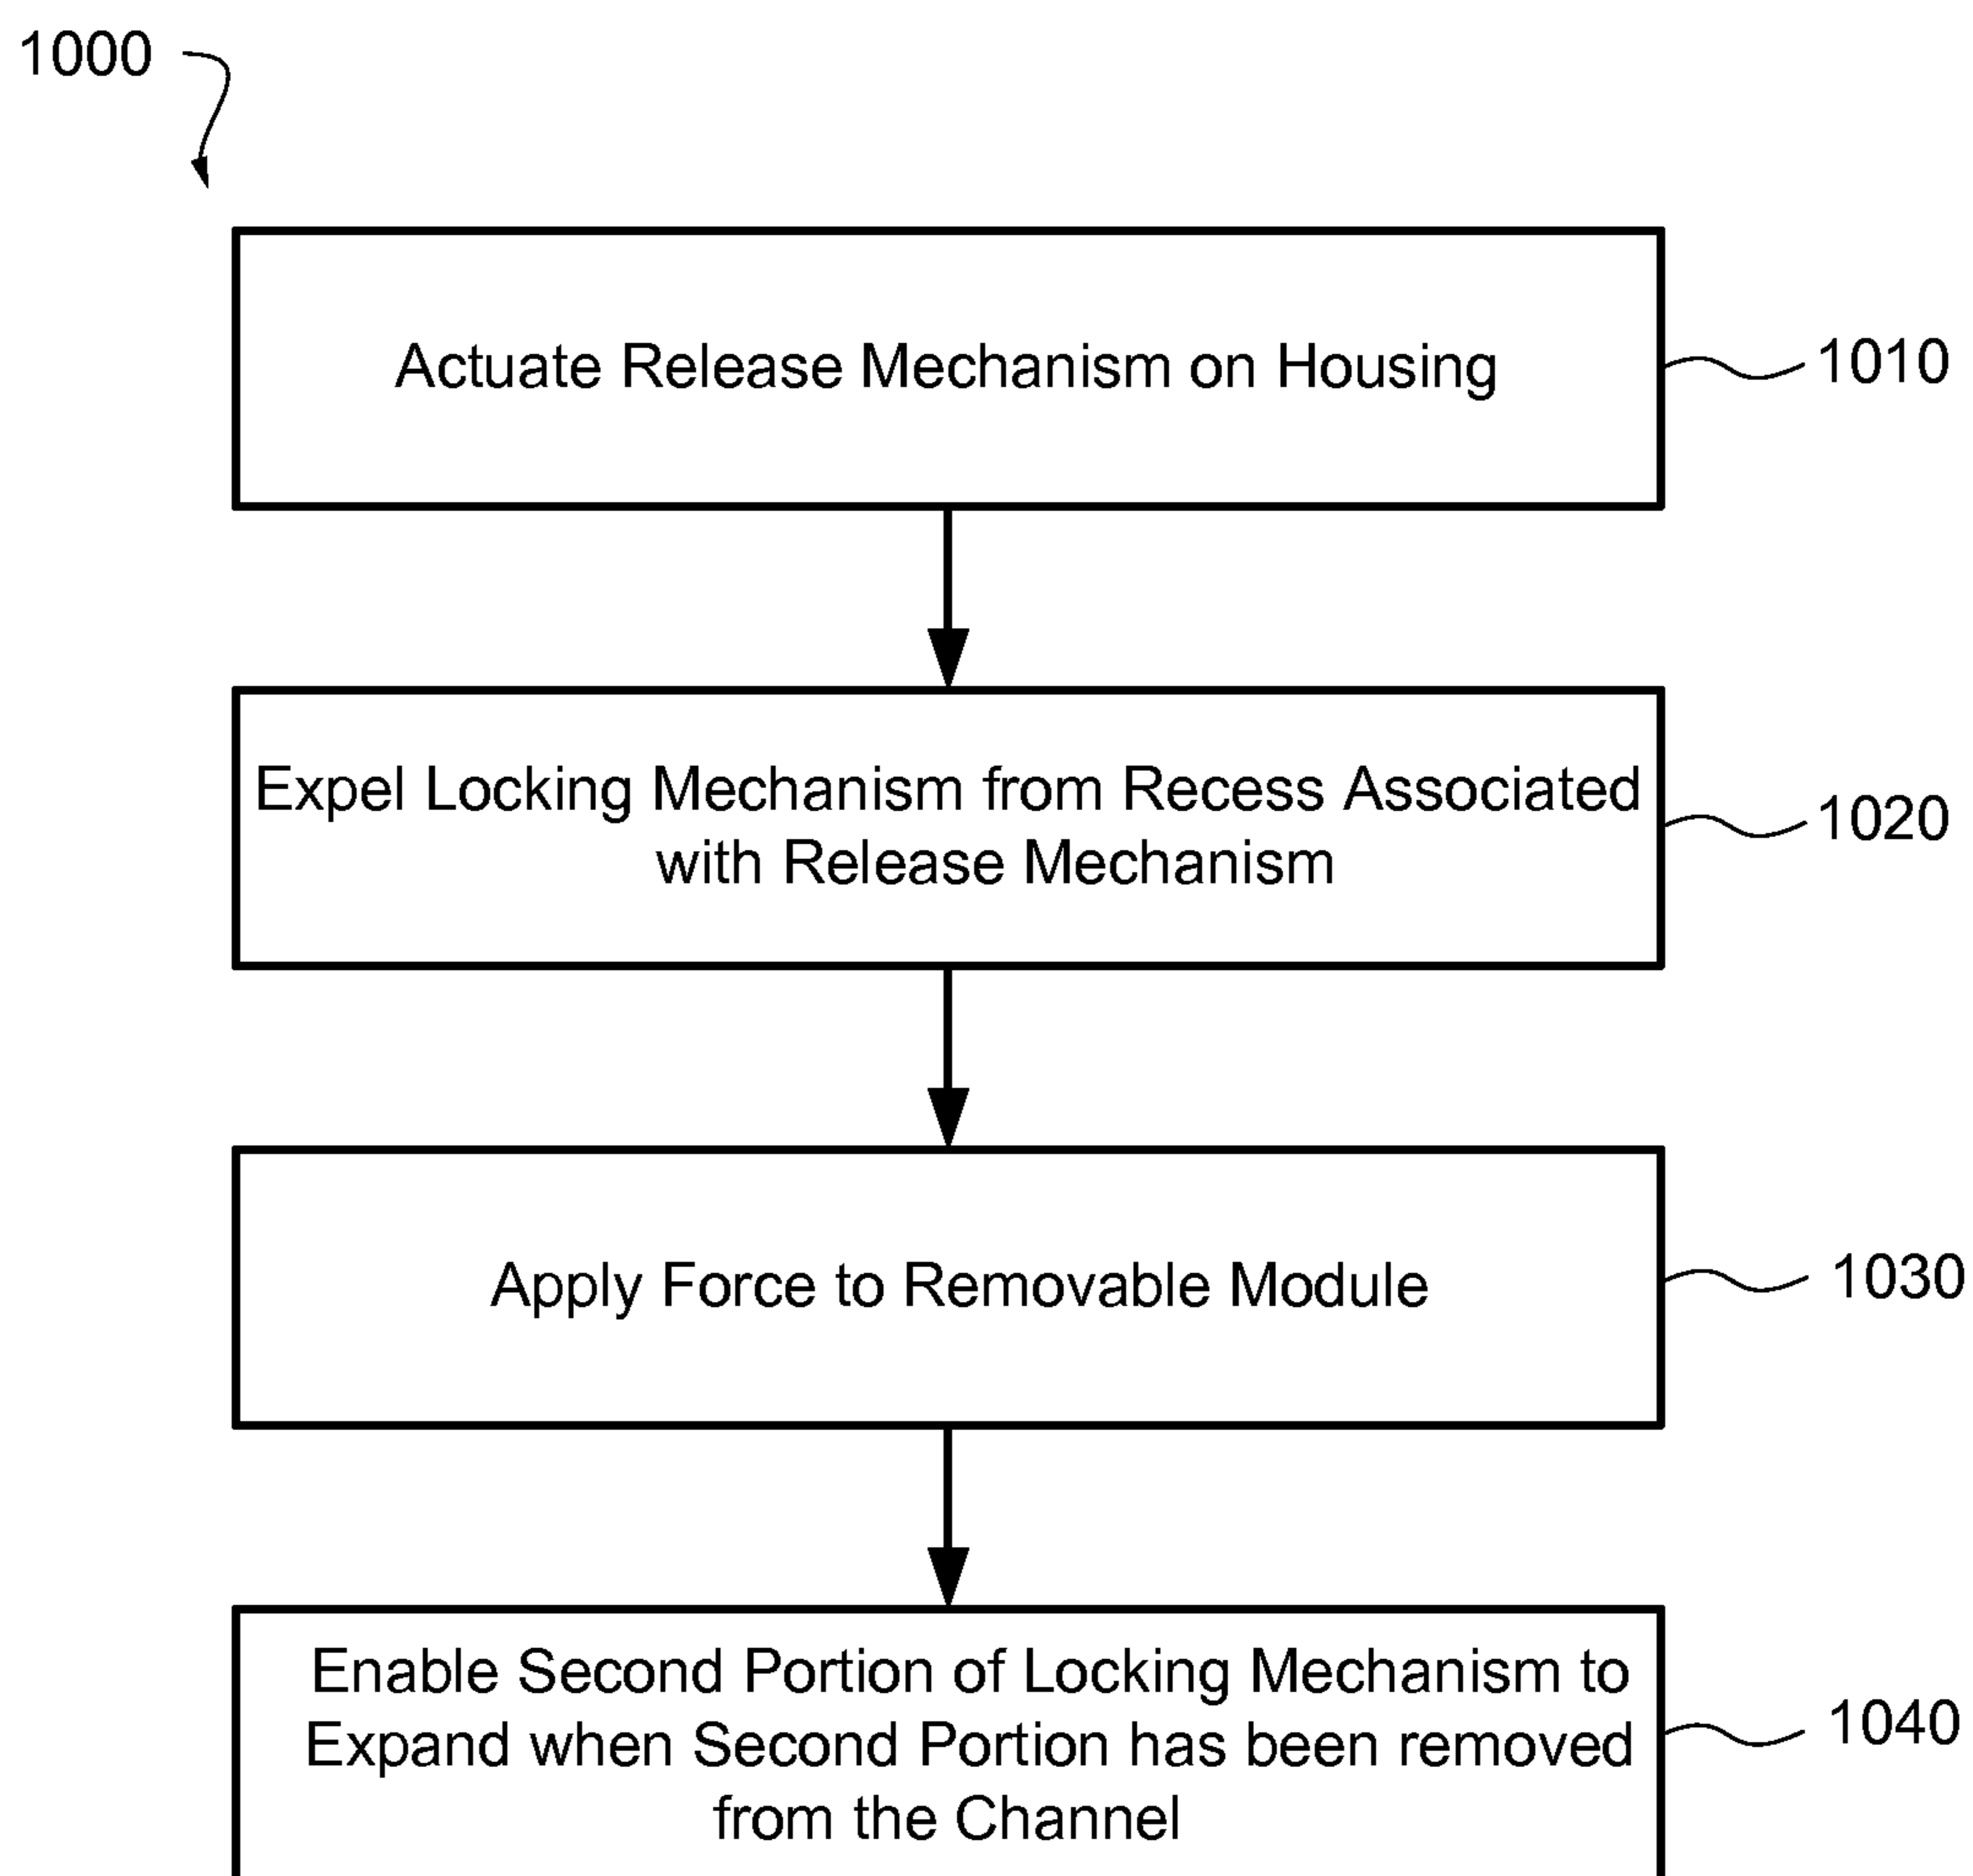 1000
Actuate Release Mechanism on Housing
1010
Expel Locking Mechanism from Recess Associated
with Release Mechanism
1020
Apply Force to Removable Module
1030
Enable Second Portion of Locking Mechanism to
Expand when Second Portion has been removed
from the Channel
1040